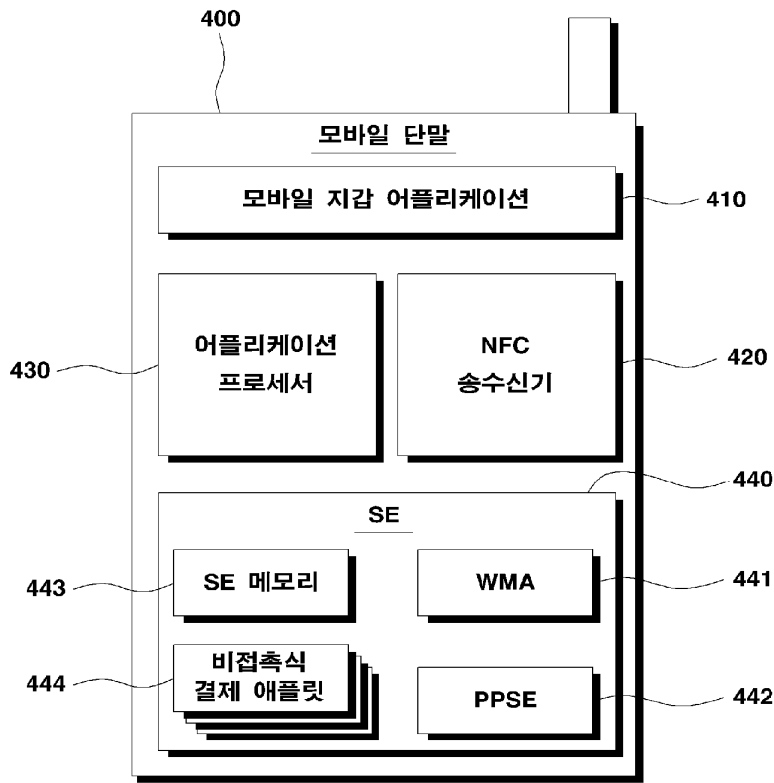 400
모바일 단말
모바일 지갑 어플리케이션
410
어플리케이션
프로세서
430
NFC
송수신기
420
440
SE
443
SE 메모리
WMA
441
444
비접촉식
결제 애플릿
PPSE
442